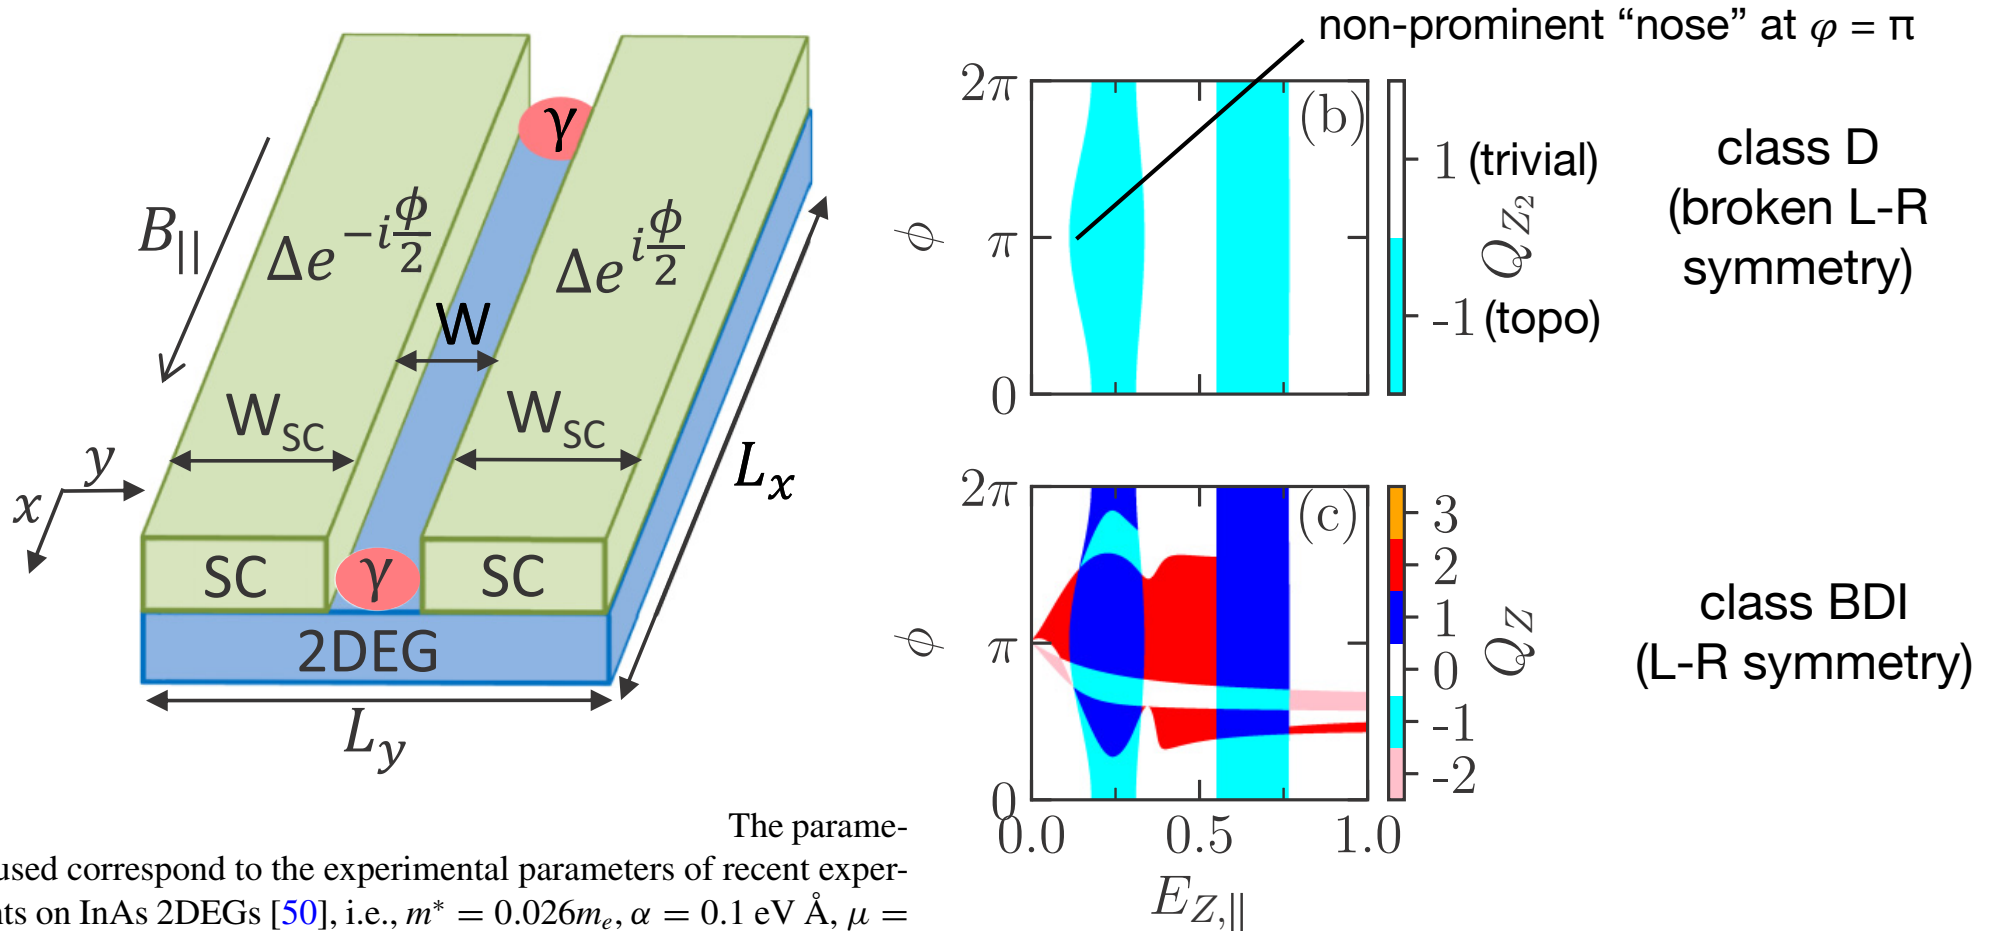 non-prominent “nose” at φ = π
γ
B||
Δe^{-i ϕ/2}
Δe^{i ϕ/2}
W
W_SC
W_SC
y
x
L_x
SC
γ
SC
2DEG
L_y
2π
π
0
ϕ
(b)
1 (trivial)
-1 (topo)
Q_{Z_2}
class D
(broken L-R
symmetry)
2π
π
0
ϕ
(c)
3
2
1
0
-1
-2
Q_Z
class BDI
(L-R symmetry)
0.0
0.5
1.0
E_{Z,||}
The parame-
used correspond to the experimental parameters of recent exper-
nts on InAs 2DEGs [50], i.e., m* = 0.026m_e, α = 0.1 eV Å, μ =